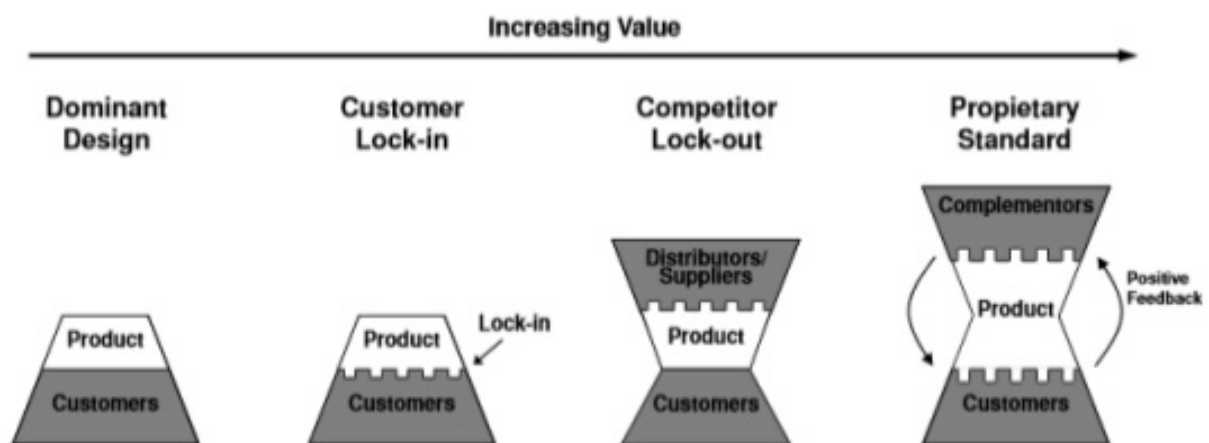 Increasing Value
Dominant
Design
Customer
Lock-in
Competitor
Lock-out
Propietary
Standard
Product
Customers
Lock-in
Product
Customers
Distributors/
Suppliers
Product
Customers
Complementors
Positive
Feedback
Product
Customers